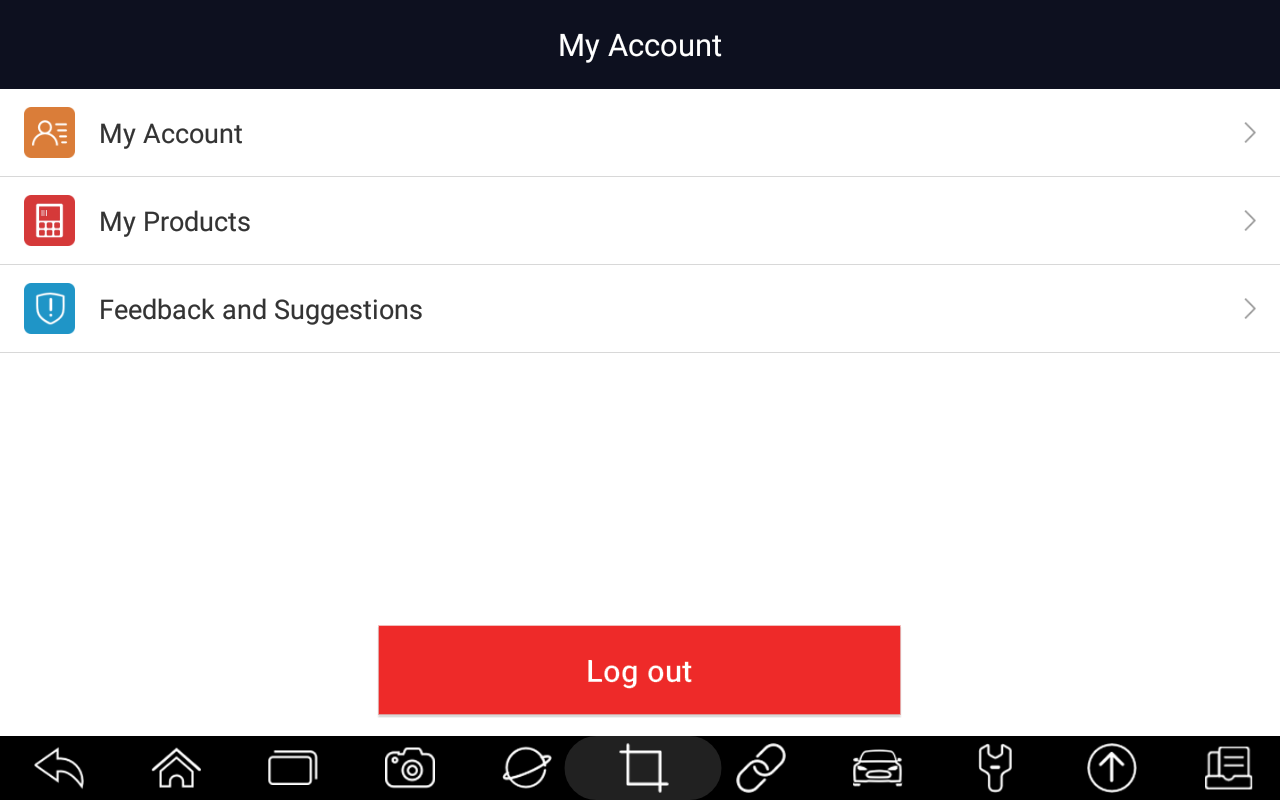 My Account
My Account
My Products
Feedback and Suggestions
Log out